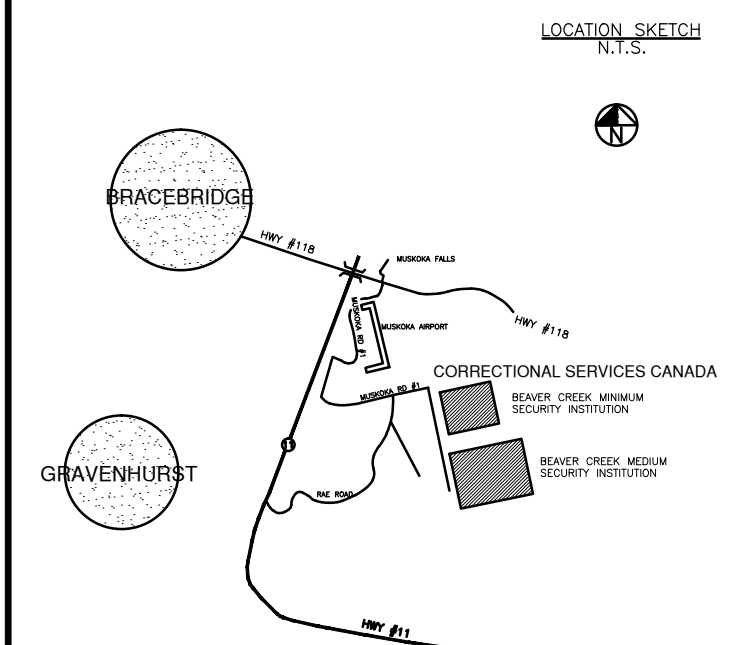 LOCATION SKETCH
N.T.S.
N
BRACEBRIDGE
HWY #118
MUSKOKA FALLS
MUSKOKA RD #1
MUSKOKA AIRPORT
HWY #118
CORRECTIONAL SERVICES CANADA
MUSKOKA RD #1
BEAVER CREEK MINIMUM
SECURITY INSTITUTION
11
GRAVENHURST
BEAVER CREEK MEDIUM
SECURITY INSTITUTION
RAE ROAD
HWY #11